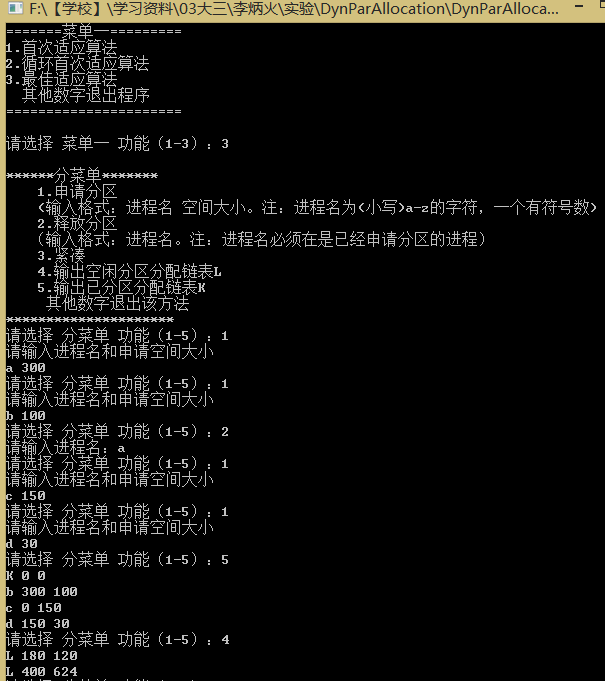 F:\【学校】\学习资料\03大三\李炳火\实验\DynParAllocation\DynParAlloca...
=======菜单一=========
1.首次适应算法
2.循环首次适应算法
3.最佳适应算法
  其他数字退出程序
======================
请选择 菜单一 功能（1-3）：3
******分菜单*******
    1.申请分区
    (输入格式：进程名 空间大小。注：进程名为(小写)a-z的字符，一个有符号数)
    2.释放分区
    (输入格式：进程名。注：进程名必须在是已经申请分区的进程)
    3.紧凑
    4.输出空闲分区分配链表L
    5.输出已分区分配链表K
     其他数字退出该方法
*********************
请选择 分菜单 功能（1-5）：1
请输入进程名和申请空间大小
a 300
请选择 分菜单 功能（1-5）：1
请输入进程名和申请空间大小
b 100
请选择 分菜单 功能（1-5）：2
请输入进程名：a
请选择 分菜单 功能（1-5）：1
请输入进程名和申请空间大小
c 150
请选择 分菜单 功能（1-5）：1
请输入进程名和申请空间大小
d 30
请选择 分菜单 功能（1-5）：5
K 0 0
b 300 100
c 0 150
d 150 30
请选择 分菜单 功能（1-5）：4
L 180 120
L 400 624